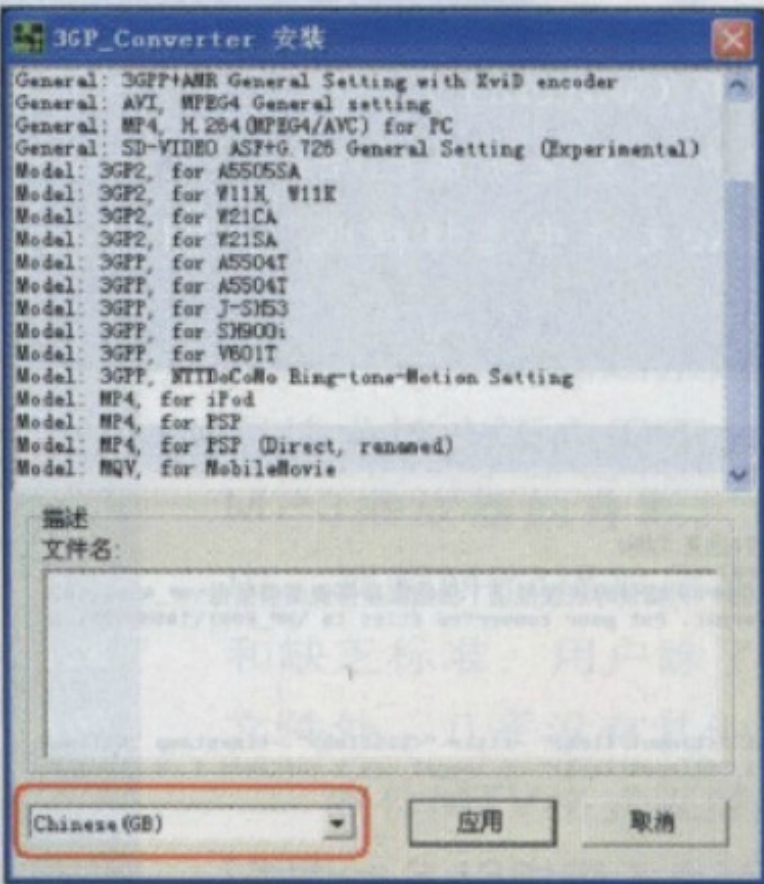 3GP_Converter 安裝
General: 3GPP+AMR General Setting with XviD encoder
General: AVI, MPEG4 General setting
General: MP4, H.264(MPEG4/AVC) for PC
General: SD-VIDEO ASF+G.726 General Setting (Experimental)
Model: 3GP2, for A5505SA
Model: 3GP2, for W11H, W11K
Model: 3GP2, for W21CA
Model: 3GP2, for W21SA
Model: 3GPP, for A5504T
Model: 3GPP, for A5504T
Model: 3GPP, for J-SH53
Model: 3GPP, for SH900i
Model: 3GPP, for V601T
Model: 3GPP, NTTDoCoMo Ring-tone-Motion Setting
Model: MP4, for iPod
Model: MP4, for PSP
Model: MP4, for PSP (Direct, renamed)
Model: MQV, for MobileMovie
描述
文件名:
Chinese(GB)
应用
取消